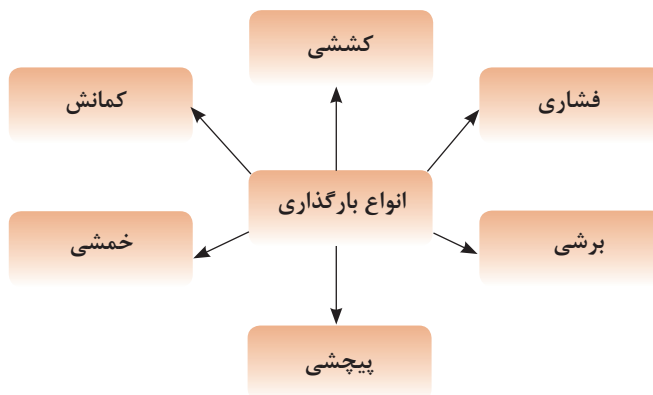 کششی
فشاری
کمانش
انواع بارگذاری
برشی
خمشی
پیچشی